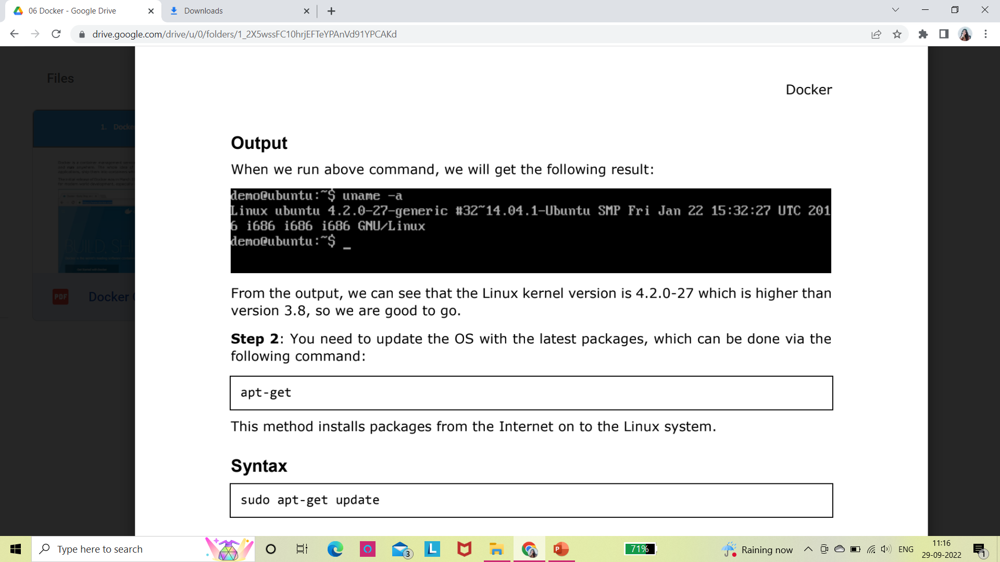 06 Docker - Google Drive
Downloads
drive.google.com/drive/u/0/folders/1_2X5wssFC10hrjEFTeYPAnVd91YPCAKd
Files
1. Docker
BUILD, SH
PDF
Docker
Docker
Output
When we run above command, we will get the following result:
demo@ubuntu:~$ uname -a
Linux ubuntu 4.2.0-27-generic #32~14.04.1-Ubuntu SMP Fri Jan 22 15:32:27 UTC 201
6 i686 i686 i686 GNU/Linux
demo@ubuntu:~$ _
From the output, we can see that the Linux kernel version is 4.2.0-27 which is higher than
version 3.8, so we are good to go.
Step 2: You need to update the OS with the latest packages, which can be done via the
following command:
apt-get
This method installs packages from the Internet on to the Linux system.
Syntax
sudo apt-get update
Type here to search
3
L
P
71%
Raining now
ENG
11:16
29-09-2022
1